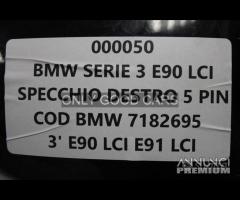 000050
BMW SERIE 3 E90 LCI
SPECCHIO DESTRO 5 PIN
ONLY GOOD CARS
COD BMW 7182695
3' E90 LCI E91 LCI
ANNUNCI
PREMIUM